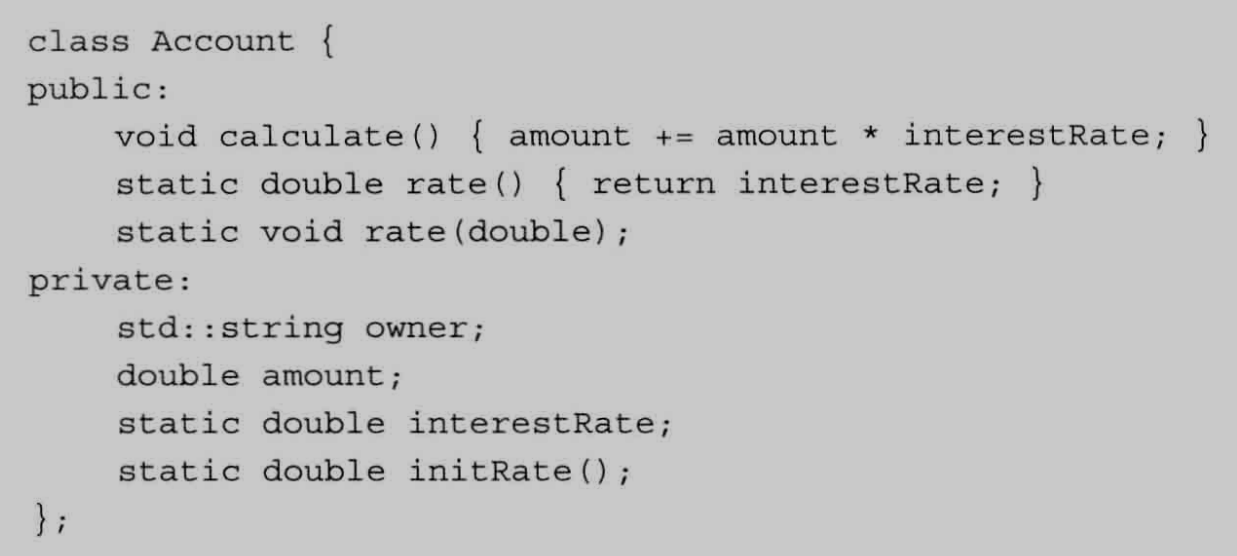 class Account {
public:
    void calculate() { amount += amount * interestRate; }
    static double rate() { return interestRate; }
    static void rate(double);
private:
    std::string owner;
    double amount;
    static double interestRate;
    static double initRate();
};